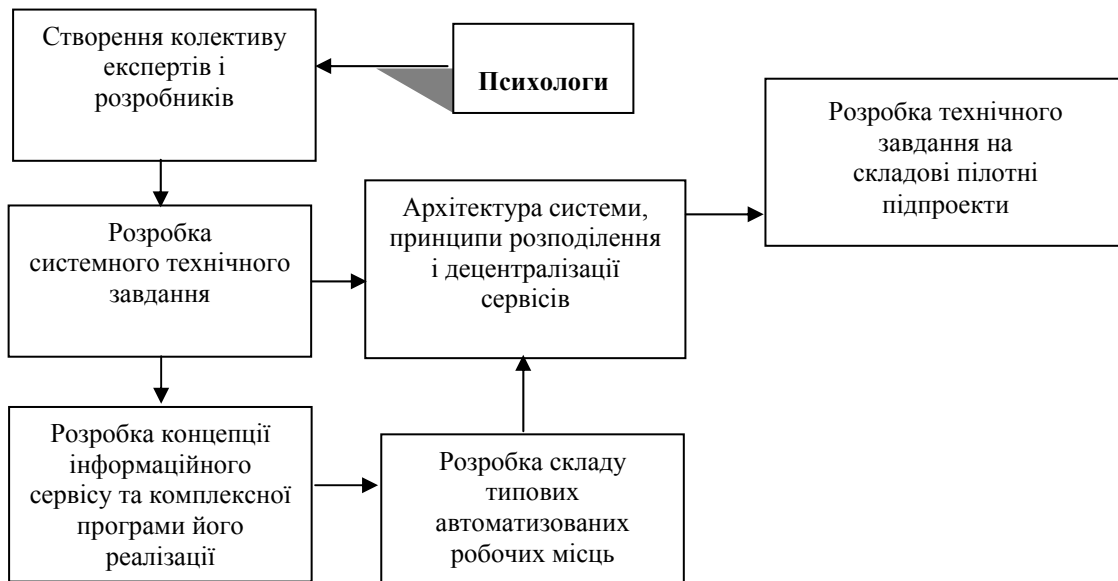 Створення колективу
експертів і
розробників
Психологи
Розробка технічного
завдання на
складові пілотні
підпроекти
Розробка
системного технічного
завдання
Архітектура системи,
принципи розподілення
і децентралізації
сервісів
Розробка концепції
інформаційного
сервісу та комплексної
програми його
реалізації
Розробка складу
типових
автоматизованих
робочих місць